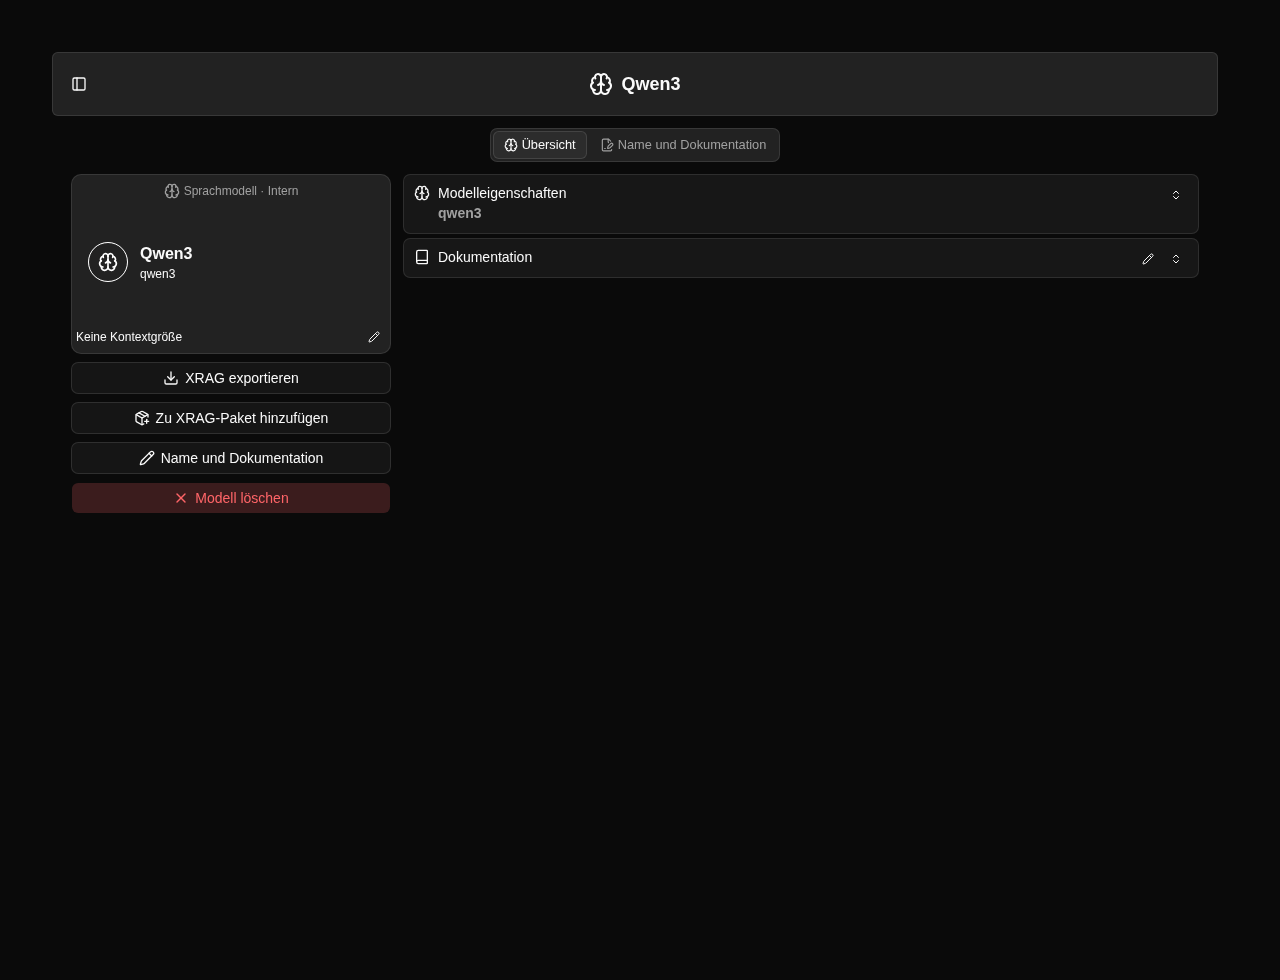 Qwen3
Übersicht
Name und Dokumentation
Sprachmodell · Intern
Qwen3
qwen3
Keine Kontextgröße
XRAG exportieren
Zu XRAG-Paket hinzufügen
Name und Dokumentation
Modell löschen
Modelleigenschaften
qwen3
Dokumentation